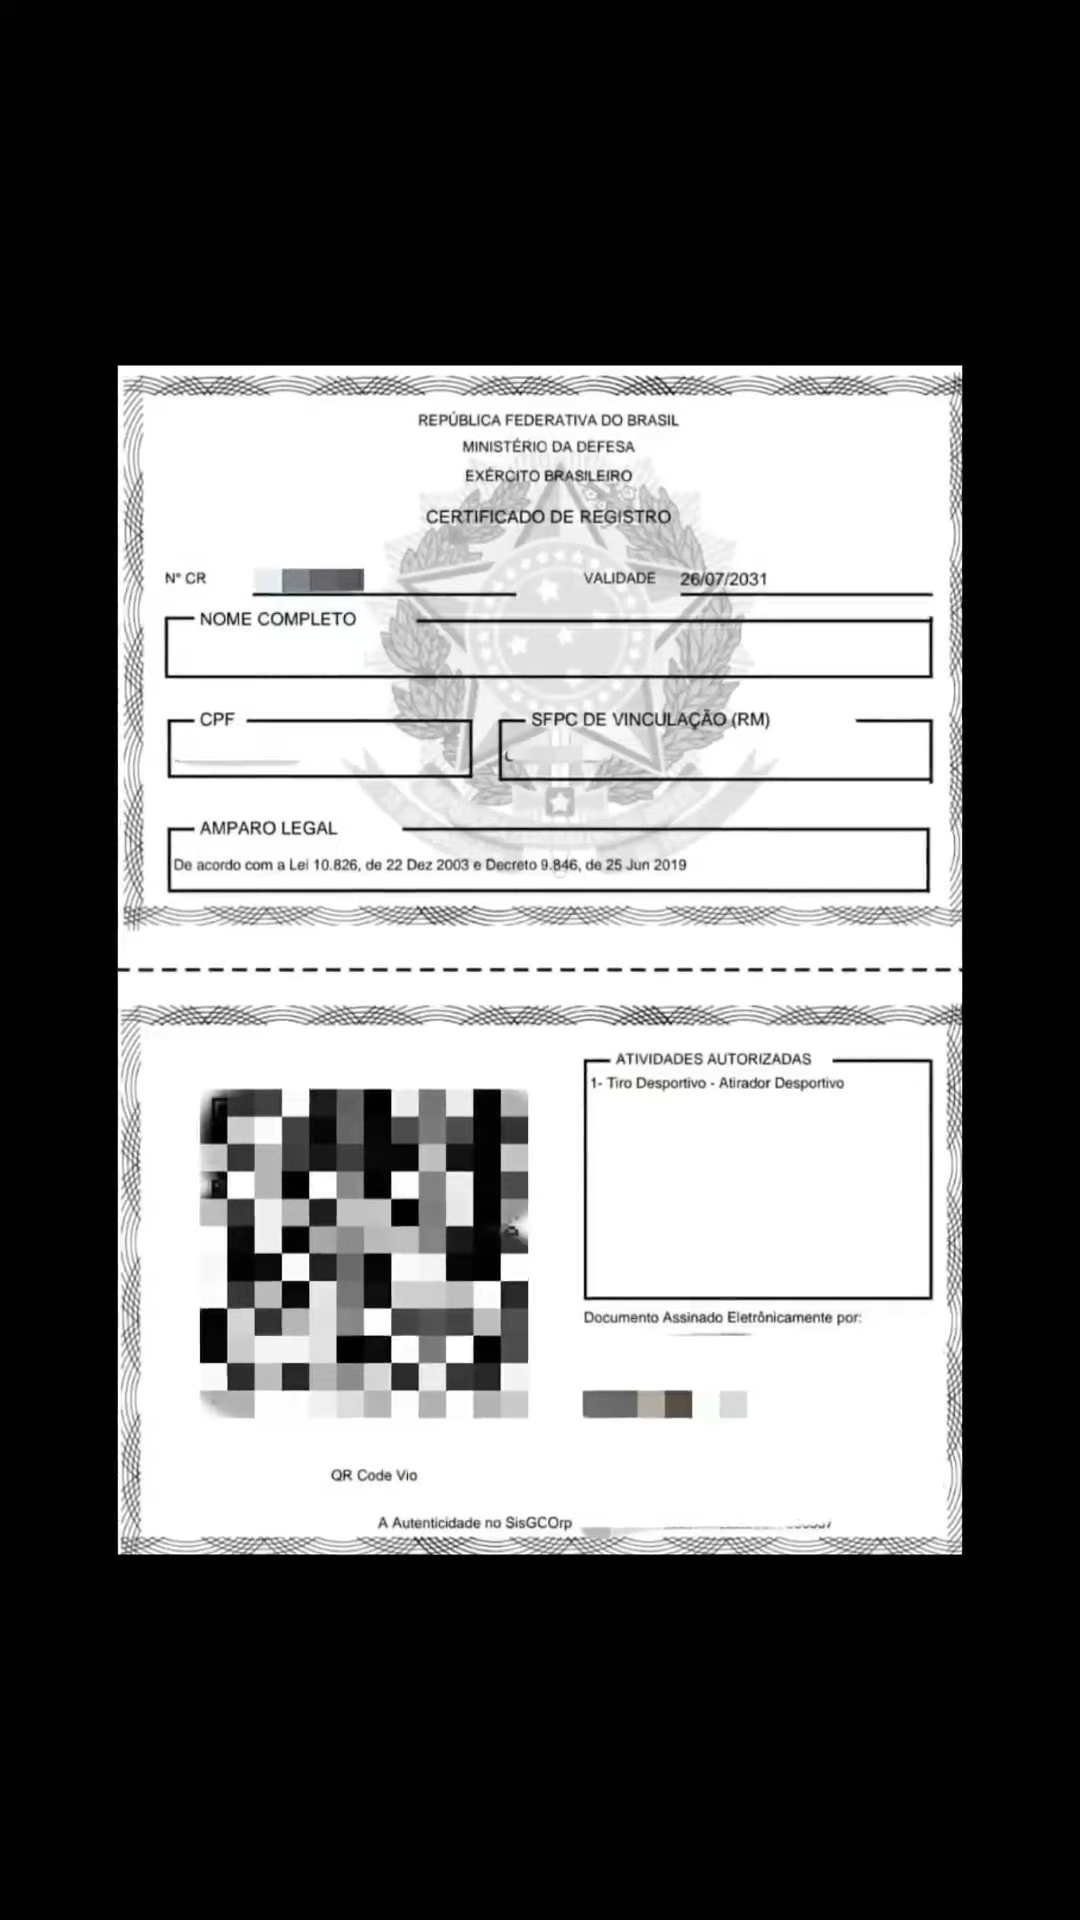 REPÚBLICA FEDERATIVA DO BRASIL
MINISTÉRIO DA DEFESA
EXÉRCITO BRASILEIRO
CERTIFICADO DE REGISTRO
N° CR
VALIDADE 26/07/2031
NOME COMPLETO
CPF
SFPC DE VINCULAÇÃO (RM)
AMPARO LEGAL
De acordo com a Lei 10.826, de 22 Dez 2003 e Decreto 9.846, de 25 Jun 2019
ATIVIDADES AUTORIZADAS
1- Tiro Desportivo - Atirador Desportivo
Documento Assinado Eletrônicamente por:
QR Code Vio
A Autenticidade no SisGCOrp